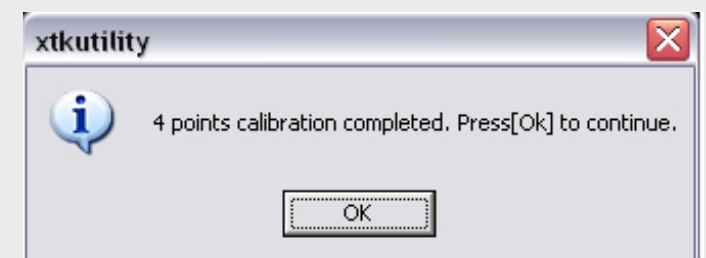 xtkutility
4 points calibration completed. Press[Ok] to continue.
OK